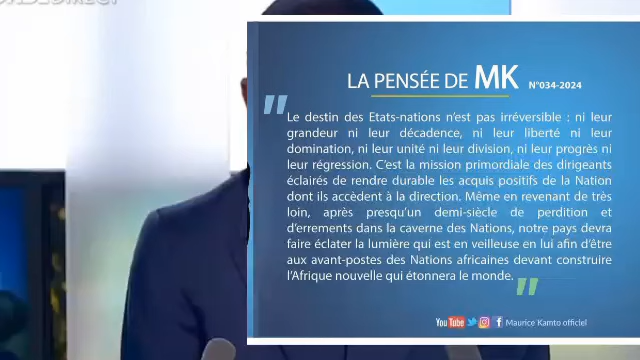 LA PENSÉE DE MK N°034-2024
" Le destin des Etats-nations n'est pas irréversible : ni leur
grandeur ni leur décadence, ni leur liberté ni leur
domination, ni leur unité ni leur division, ni leur progrès ni
leur régression. C'est la mission primordiale des dirigeants
éclairés de rendre durable les acquis positifs de la Nation
dont ils accèdent à la direction. Même en revenant de très
loin, après presqu'un demi-siècle de perdition et
d'errements dans la caverne des Nations, notre pays devra
faire éclater la lumière qui est en veilleuse en lui afin d'être
aux avant-postes des Nations africaines devant construire
l'Afrique nouvelle qui étonnera le monde. "
YouTube Maurice Kamto officlel